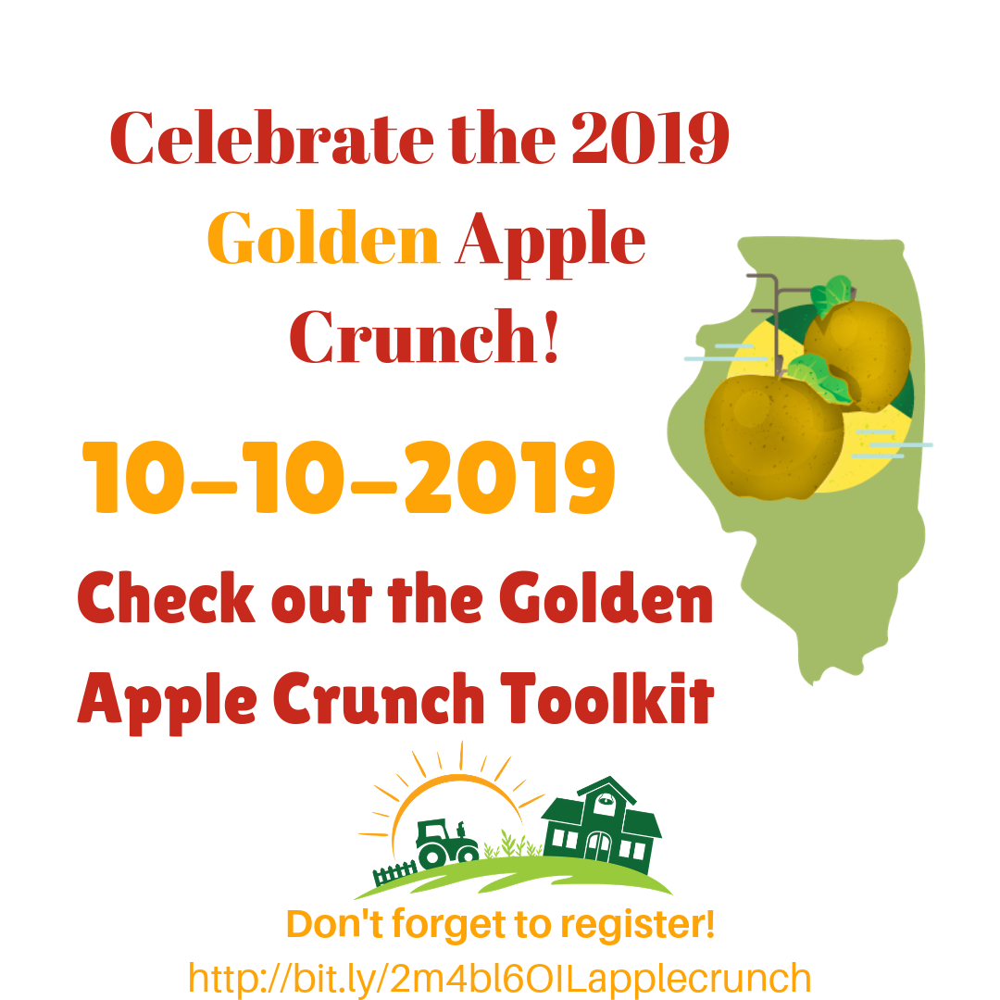 Celebrate the 2019
Golden Apple
Crunch!
10-10-2019
Check out the Golden
Apple Crunch Toolkit
Don't forget to register!
http://bit.ly/2m4bl6OILapplecrunch